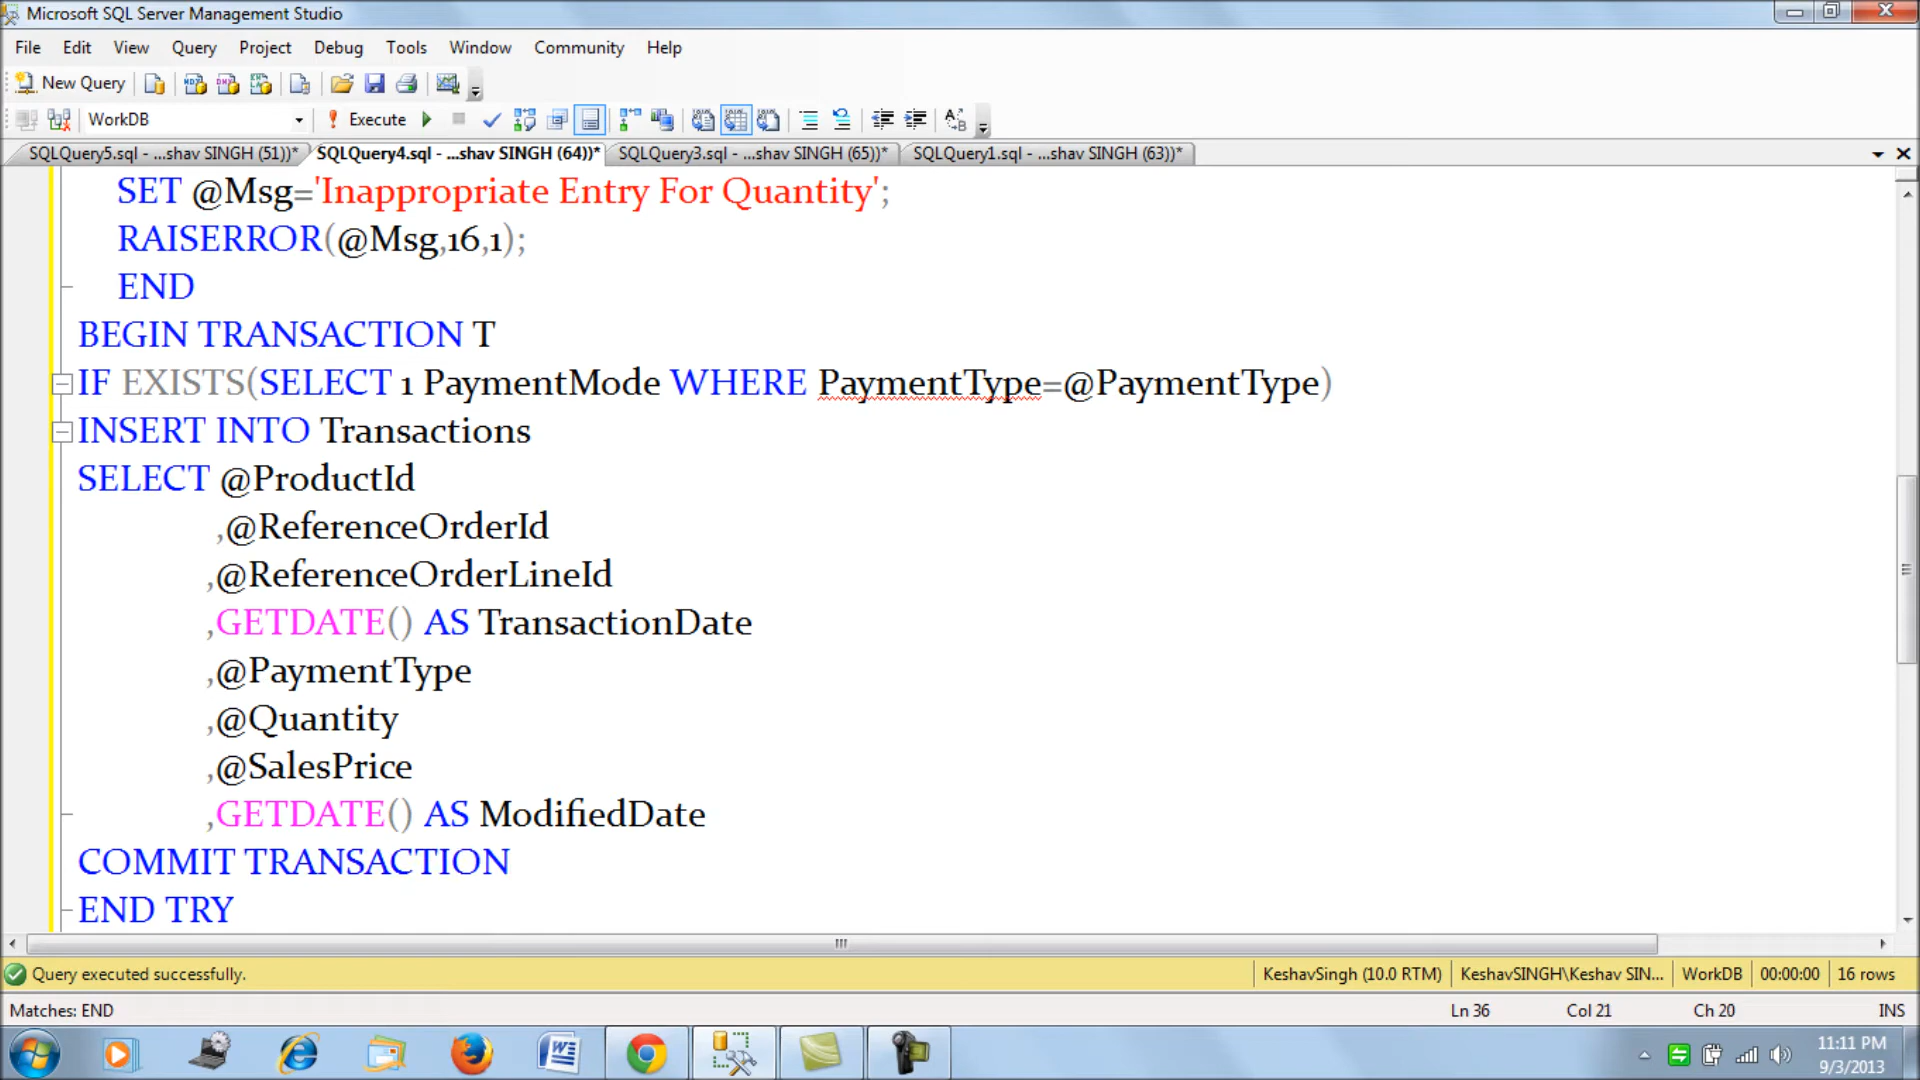 Microsoft SQL Server Management Studio
File Edit View Query Project Debug Tools Window Community Help
New Query
WorkDB Execute
SQLQuery5.sql - ...shav SINGH (51))* SQLQuery4.sql - ...shav SINGH (64))* SQLQuery3.sql - ...shav SINGH (65))* SQLQuery1.sql - ...shav SINGH (63))*
SET @Msg='Inappropriate Entry For Quantity';
RAISERROR(@Msg,16,1);
END
BEGIN TRANSACTION T
IF EXISTS(SELECT 1 PaymentMode WHERE PaymentType=@PaymentType)
INSERT INTO Transactions
SELECT @ProductId
,@ReferenceOrderId
,@ReferenceOrderLineId
,GETDATE() AS TransactionDate
,@PaymentType
,@Quantity
,@SalesPrice
,GETDATE() AS ModifiedDate
COMMIT TRANSACTION
END TRY
Query executed successfully. KeshavSingh (10.0 RTM) KeshavSINGH\Keshav SIN... WorkDB 00:00:00 16 rows
Matches: END Ln 36 Col 21 Ch 20 INS
11:11 PM
9/3/2013